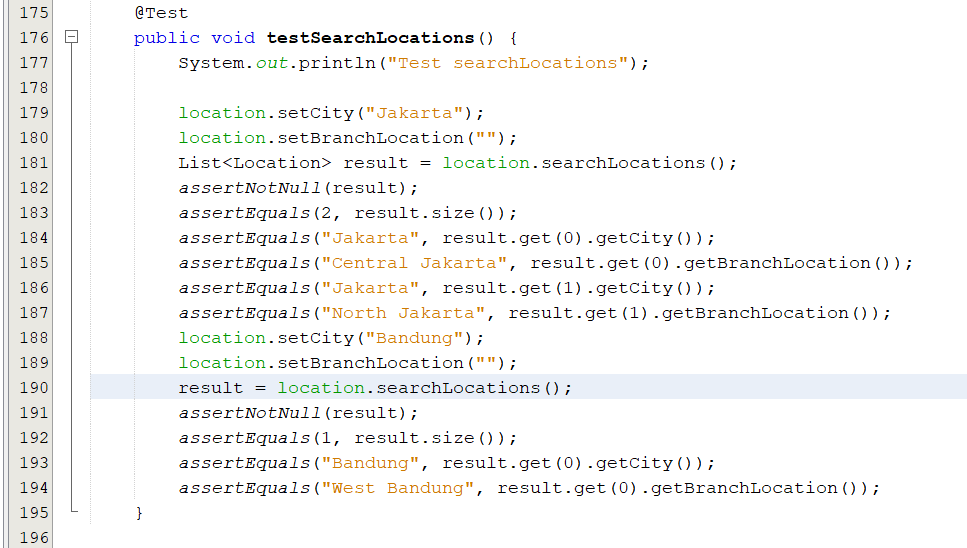 175 @Test
176 public void testSearchLocations() {
177 System.out.println("Test searchLocations");
178
179 location.setCity("Jakarta");
180 location.setBranchLocation("");
181 List<Location> result = location.searchLocations();
182 assertNotNull(result);
183 assertEquals(2, result.size());
184 assertEquals("Jakarta", result.get(0).getCity());
185 assertEquals("Central Jakarta", result.get(0).getBranchLocation());
186 assertEquals("Jakarta", result.get(1).getCity());
187 assertEquals("North Jakarta", result.get(1).getBranchLocation());
188 location.setCity("Bandung");
189 location.setBranchLocation("");
190 result = location.searchLocations();
191 assertNotNull(result);
192 assertEquals(1, result.size());
193 assertEquals("Bandung", result.get(0).getCity());
194 assertEquals("West Bandung", result.get(0).getBranchLocation());
195 }
196